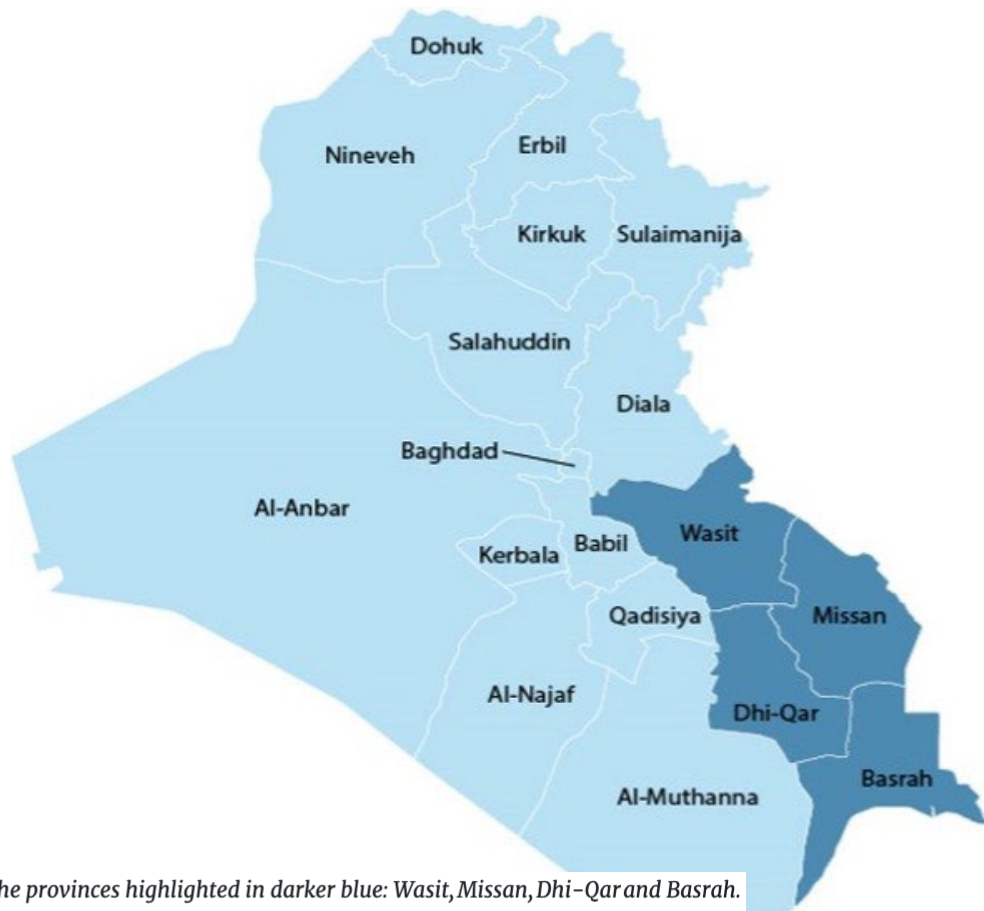 Dohuk
Nineveh
Erbil
Kirkuk
Sulaimanija
Salahuddin
Diala
Baghdad
Al-Anbar
Wasit
Babil
Kerbala
Qadisiya
Missan
Al-Najaf
Dhi-Qar
Basrah
Al-Muthanna
he provinces highlighted in darker blue: Wasit, Missan, Dhi-Qar and Basrah.